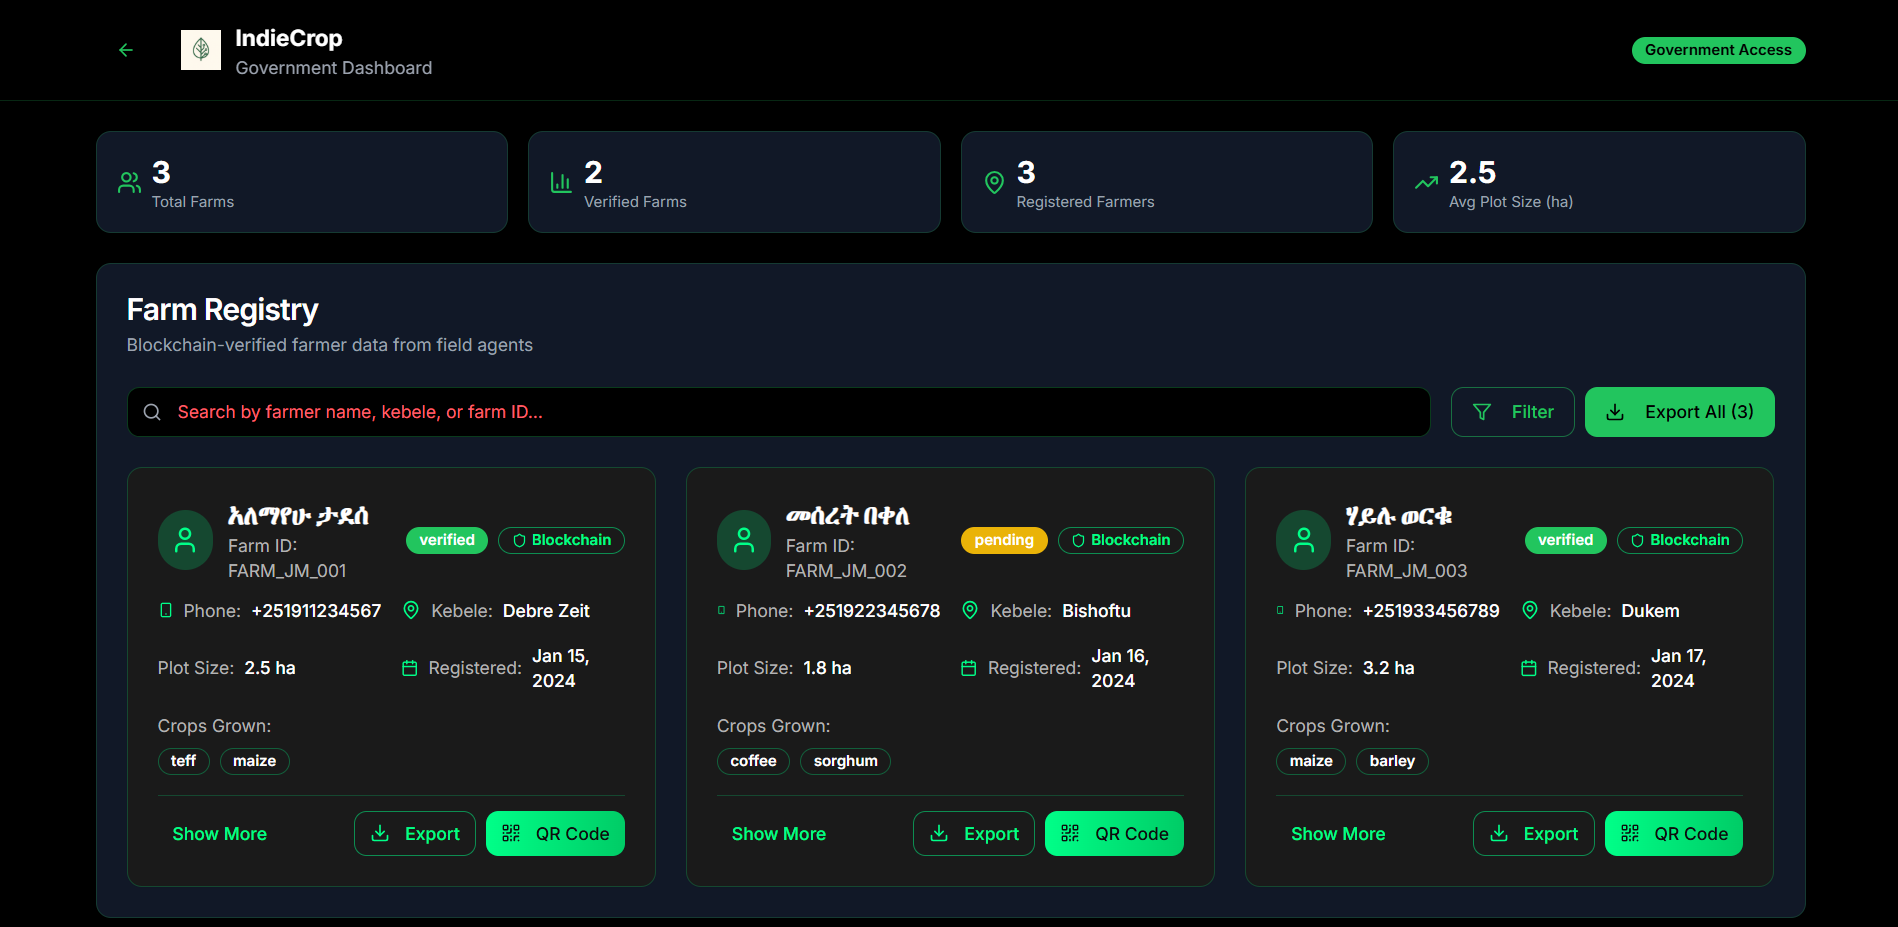 IndieCrop
Government Dashboard
Government Access
3
Total Farms
2
Verified Farms
3
Registered Farmers
2.5
Avg Plot Size (ha)
Farm Registry
Blockchain-verified farmer data from field agents
Search by farmer name, kebele, or farm ID...
Filter
Export All (3)
አለማየሁ ታደሰ
Farm ID:
FARM_JM_001
verified
Blockchain
Phone: +251911234567
Kebele: Debre Zeit
Plot Size: 2.5 ha
Registered: Jan 15,
2024
Crops Grown:
teff
maize
Show More
Export
QR Code
መሰረት በቀለ
Farm ID:
FARM_JM_002
pending
Blockchain
Phone: +251922345678
Kebele: Bishoftu
Plot Size: 1.8 ha
Registered: Jan 16,
2024
Crops Grown:
coffee
sorghum
Show More
Export
QR Code
ሃይሉ ወርቁ
Farm ID:
FARM_JM_003
verified
Blockchain
Phone: +251933456789
Kebele: Dukem
Plot Size: 3.2 ha
Registered: Jan 17,
2024
Crops Grown:
maize
barley
Show More
Export
QR Code